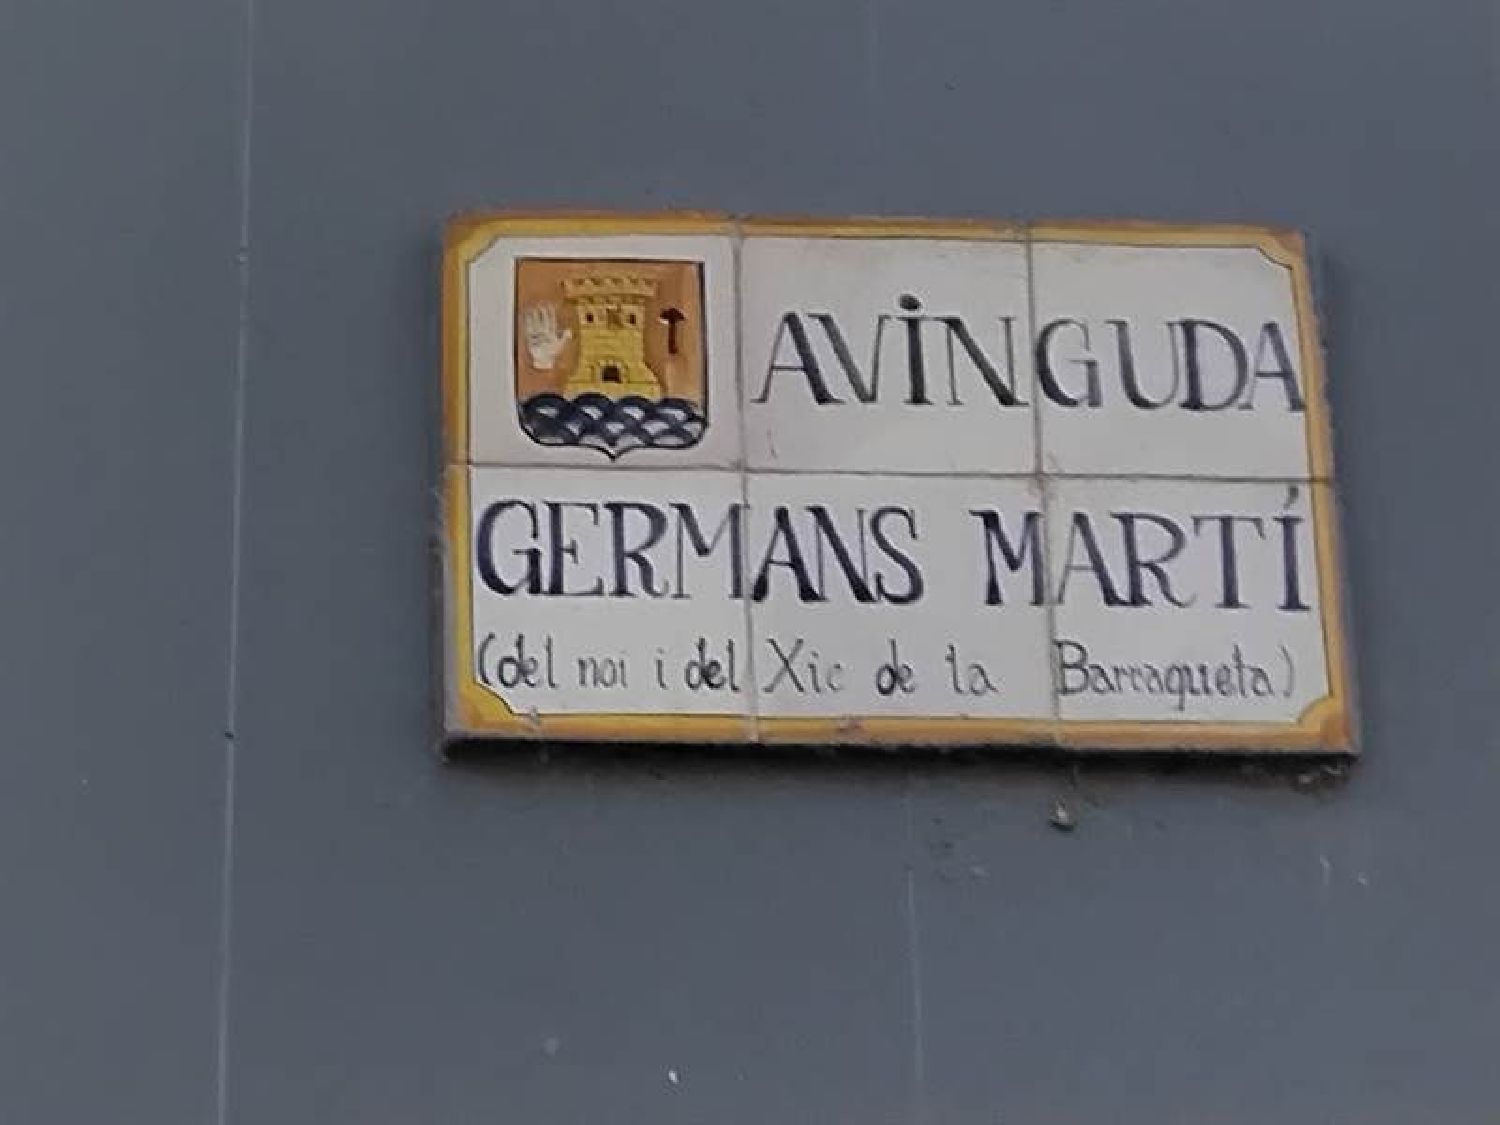 AVINGUDA
GERMANS MARTÍ
(del noi i del Xic de la Barraqueta)